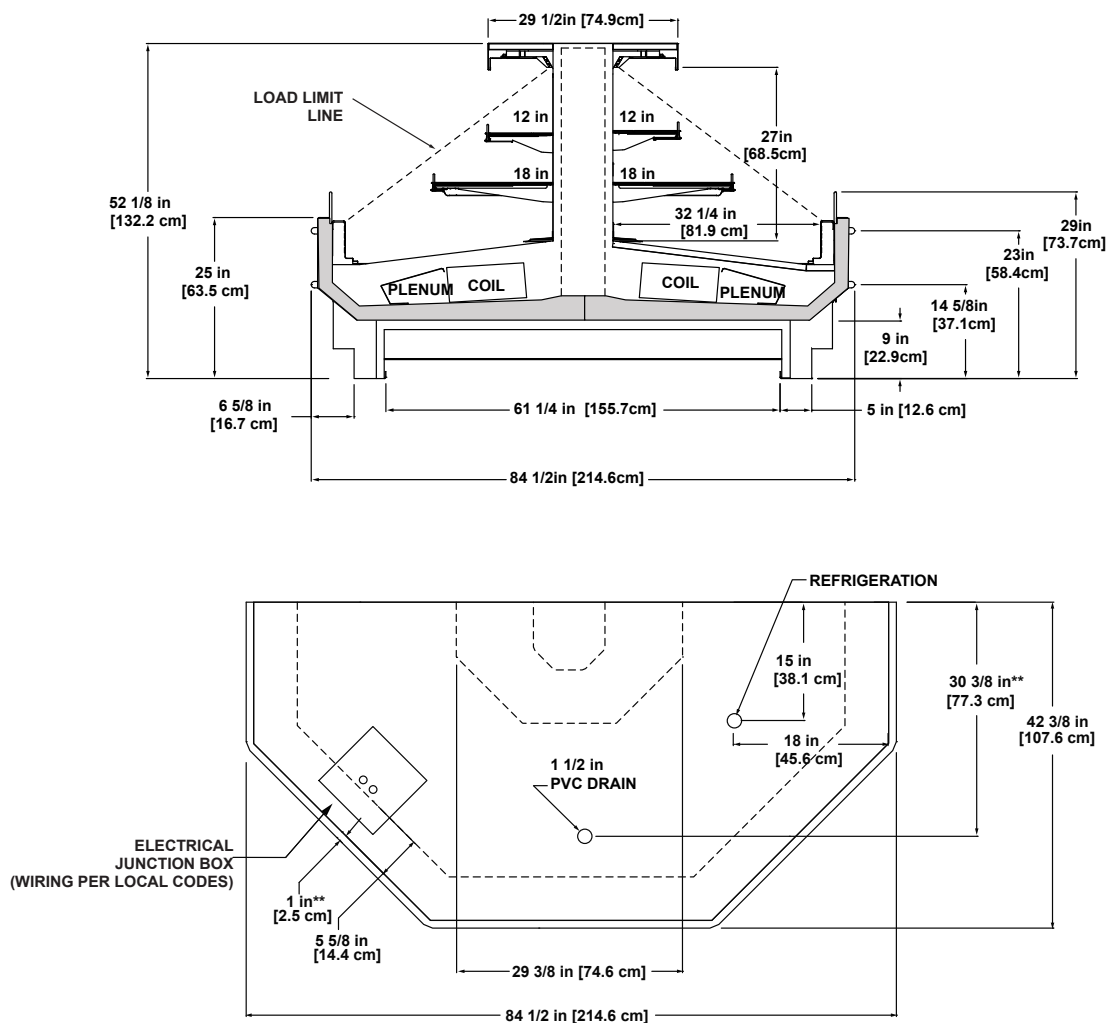 29 1/2in [74.9cm]
LOAD LIMIT
LINE
12 in
12 in
27in
[68.5cm]
18 in
18 in
52 1/8 in
[132.2 cm]
32 1/4 in
[81.9 cm]
29in
[73.7cm]
23in
[58.4cm]
25 in
[63.5 cm]
PLENUM
COIL
COIL
PLENUM
14 5/8in
[37.1cm]
9 in
[22.9cm]
6 5/8 in
[16.7 cm]
61 1/4 in [155.7cm]
5 in [12.6 cm]
84 1/2in [214.6cm]
REFRIGERATION
15 in
[38.1 cm]
30 3/8 in**
[77.3 cm]
42 3/8 in
[107.6 cm]
18 in
[45.6 cm]
1 1/2 in
PVC DRAIN
ELECTRICAL
JUNCTION BOX
(WIRING PER LOCAL CODES)
1 in**
[2.5 cm]
5 5/8 in
[14.4 cm]
29 3/8 in [74.6 cm]
84 1/2 in [214.6 cm]